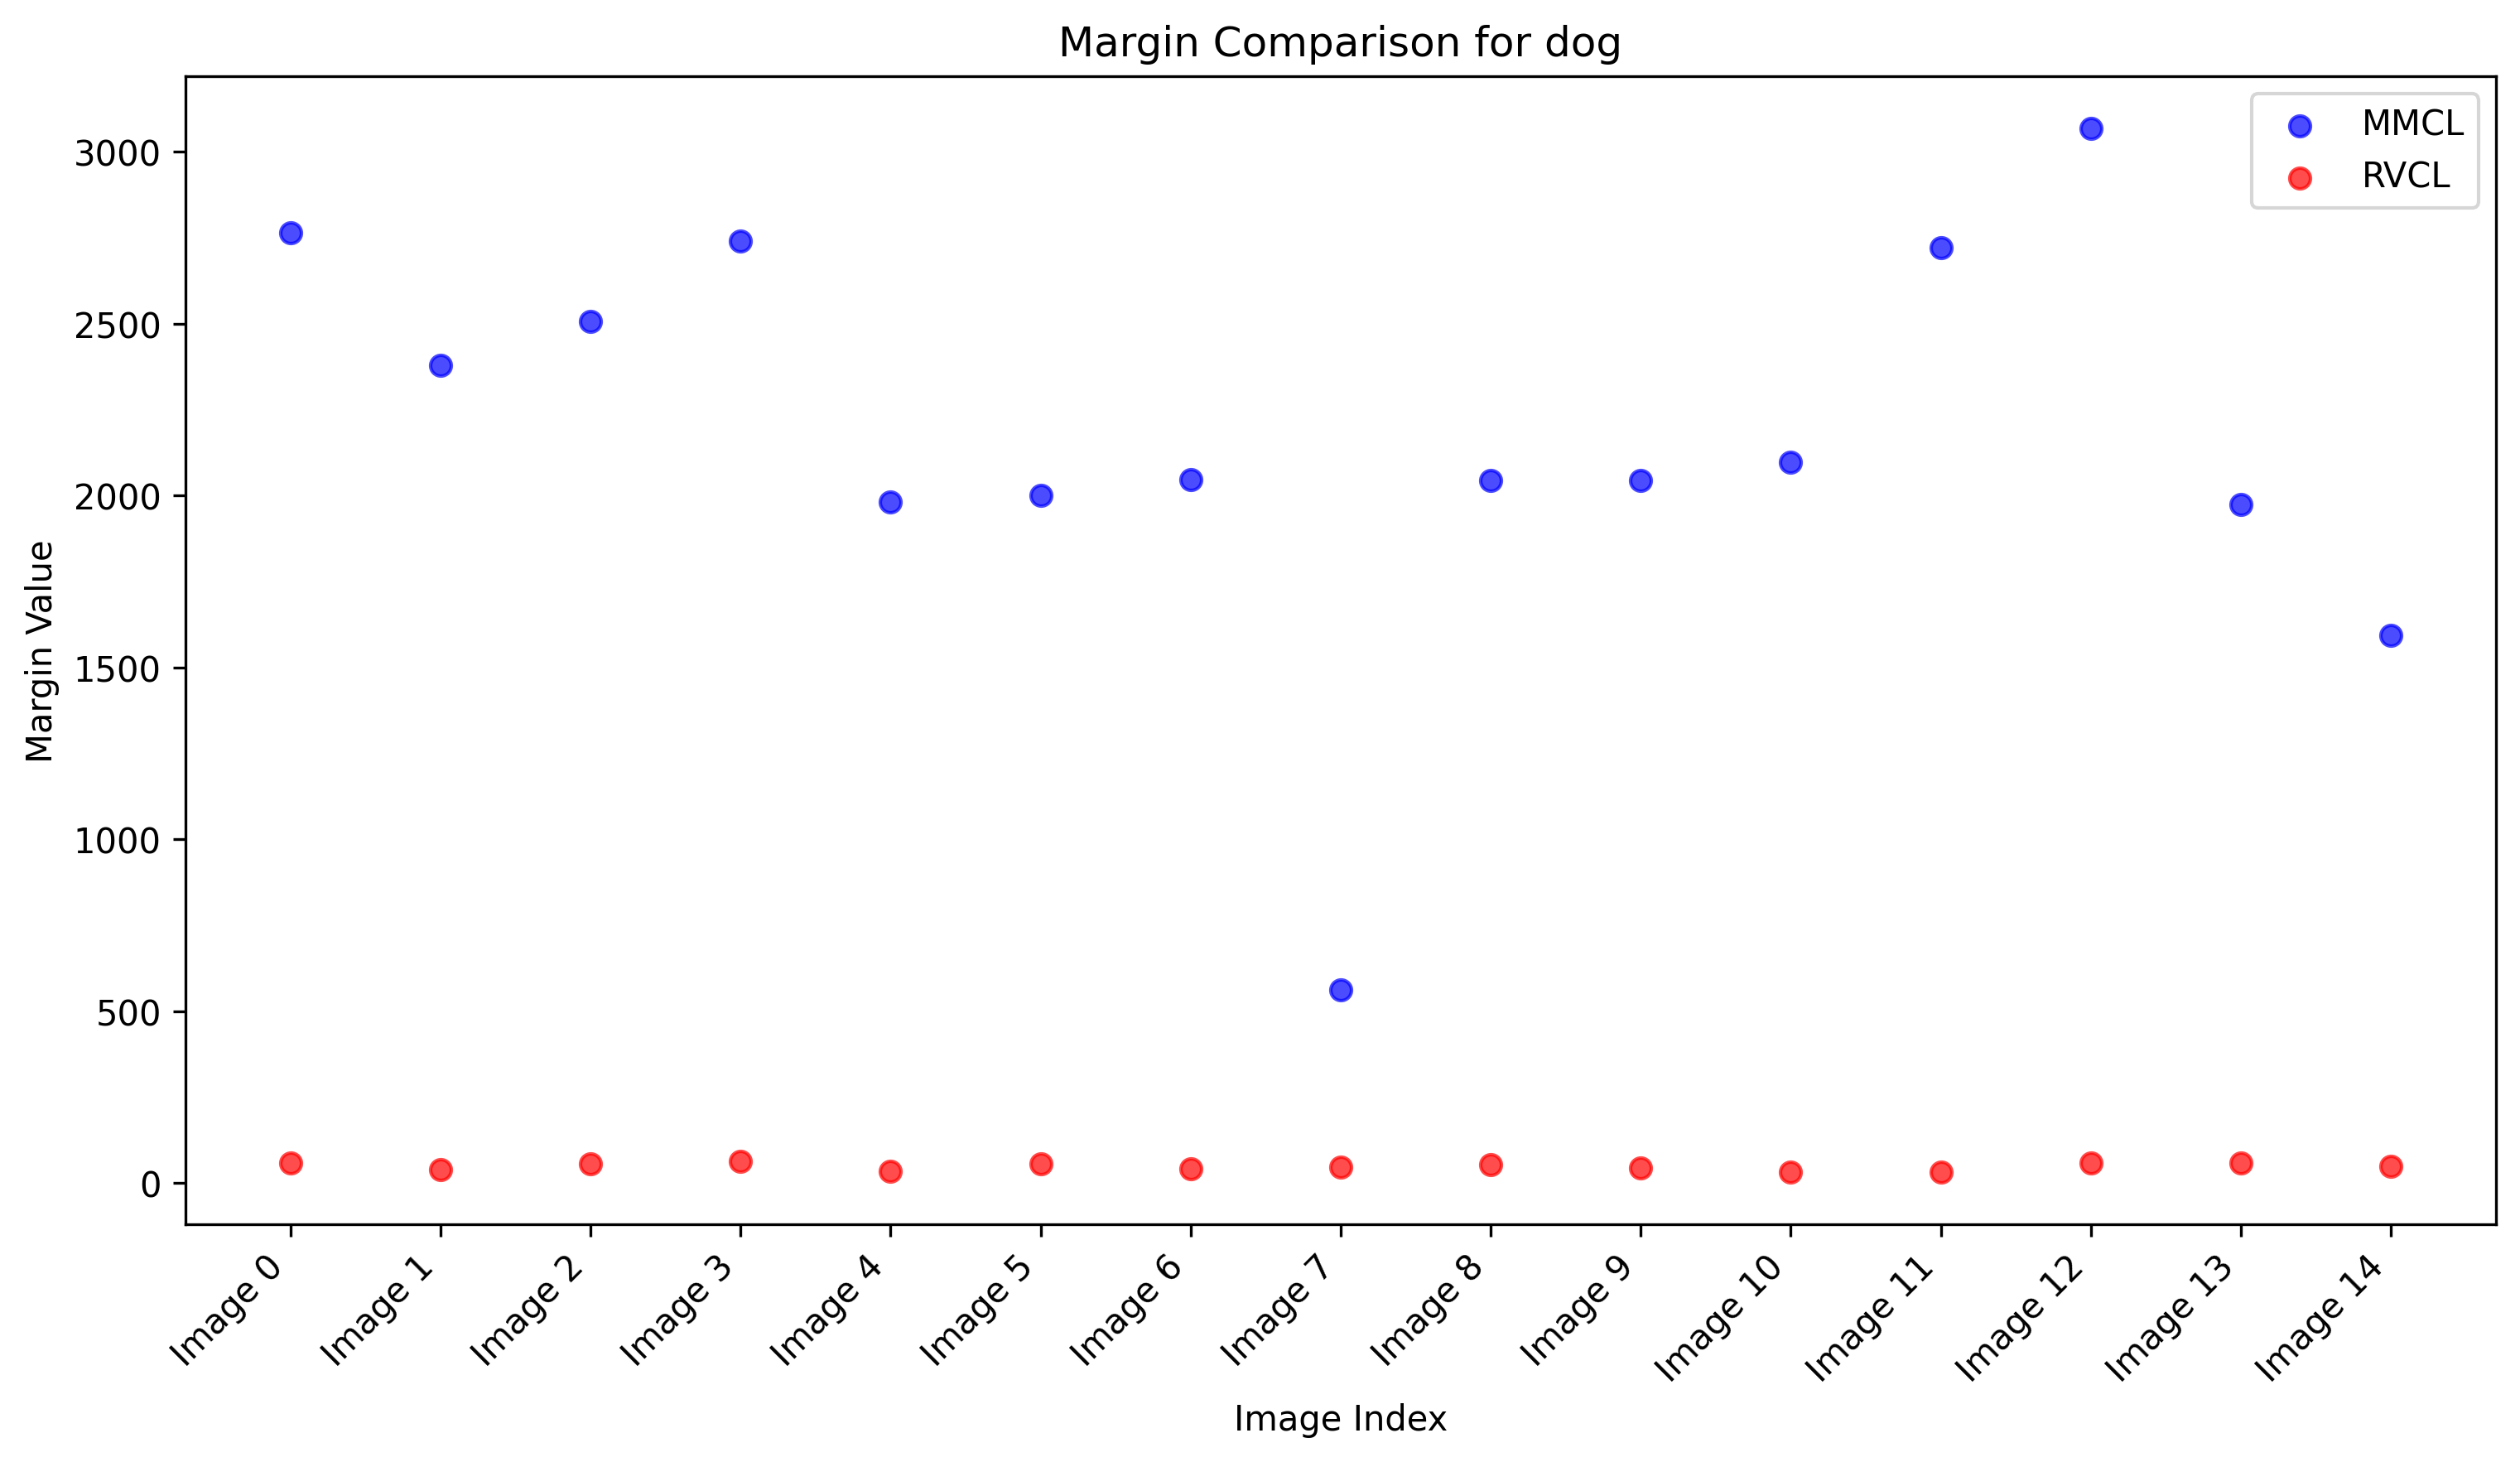 Margin Comparison for dog
MMCL
RVCL
Margin Value
3000
2500
2000
1500
1000
500
0
Image 0
Image 1
Image 2
Image 3
Image 4
Image 5
Image 6
Image 7
Image 8
Image 9
Image 10
Image 11
Image 12
Image 13
Image 14
Image Index